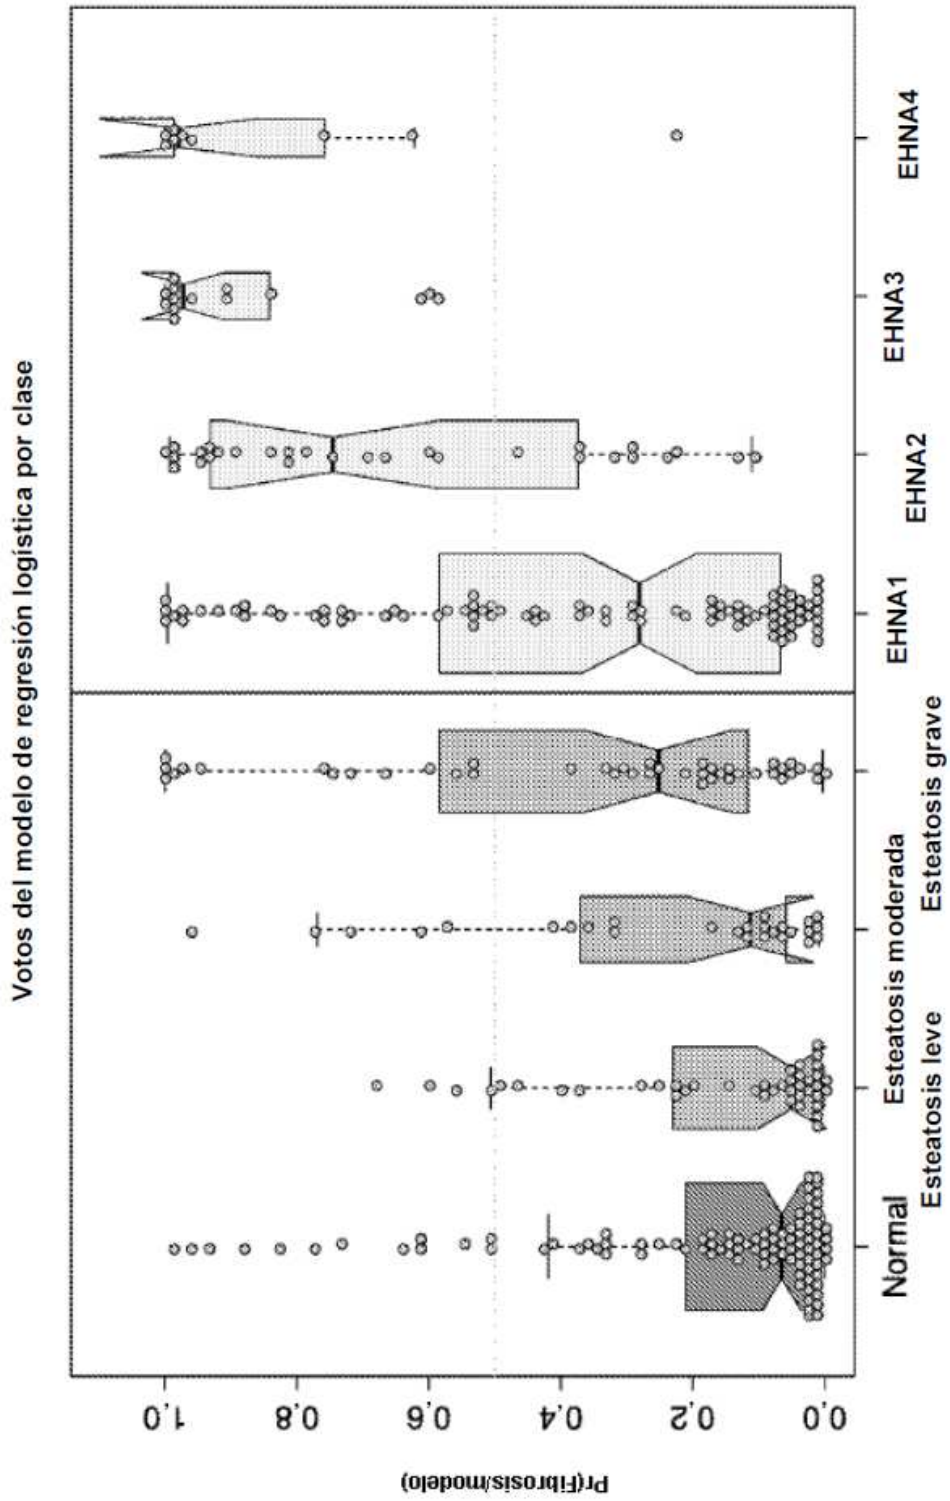 Votos del modelo de regresión logística por clase
Pr(Fibrosis/modelo)
1,0
0,8
0,6
0,4
0,2
0,0
Normal
Esteatosis leve
Esteatosis moderada
Esteatosis grave
EHNA1
EHNA2
EHNA3
EHNA4